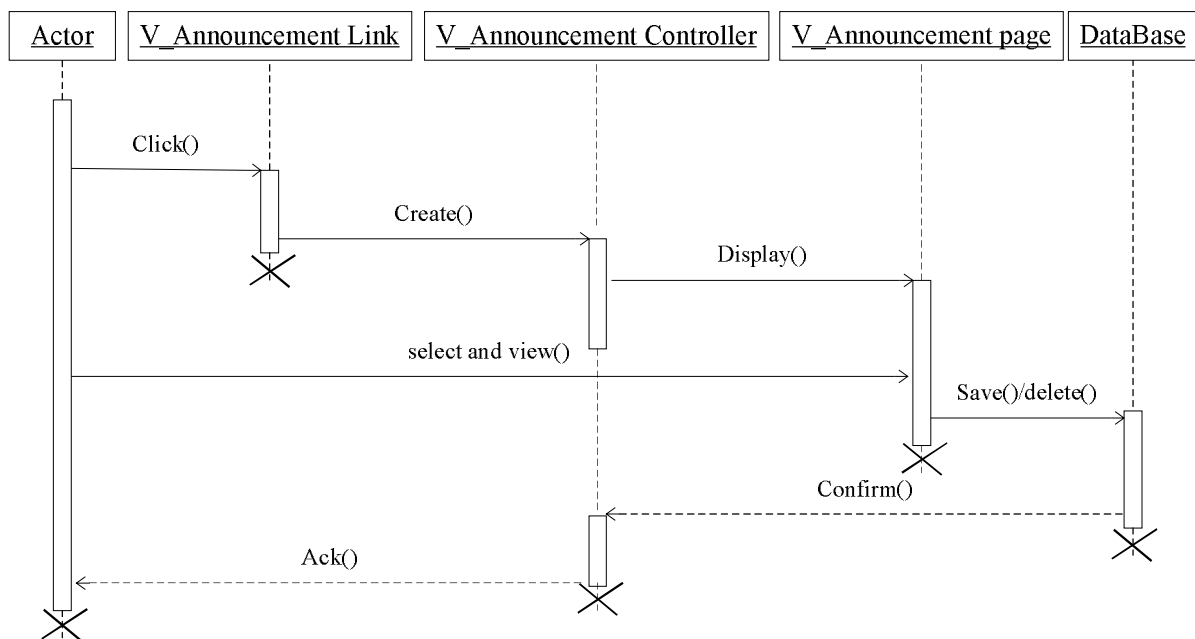 Actor
V_Announcement Link
V_Announcement Controller
V_Announcement page
DataBase
Click()
Create()
Display()
select and view()
Save()/delete()
Confirm()
Ack()